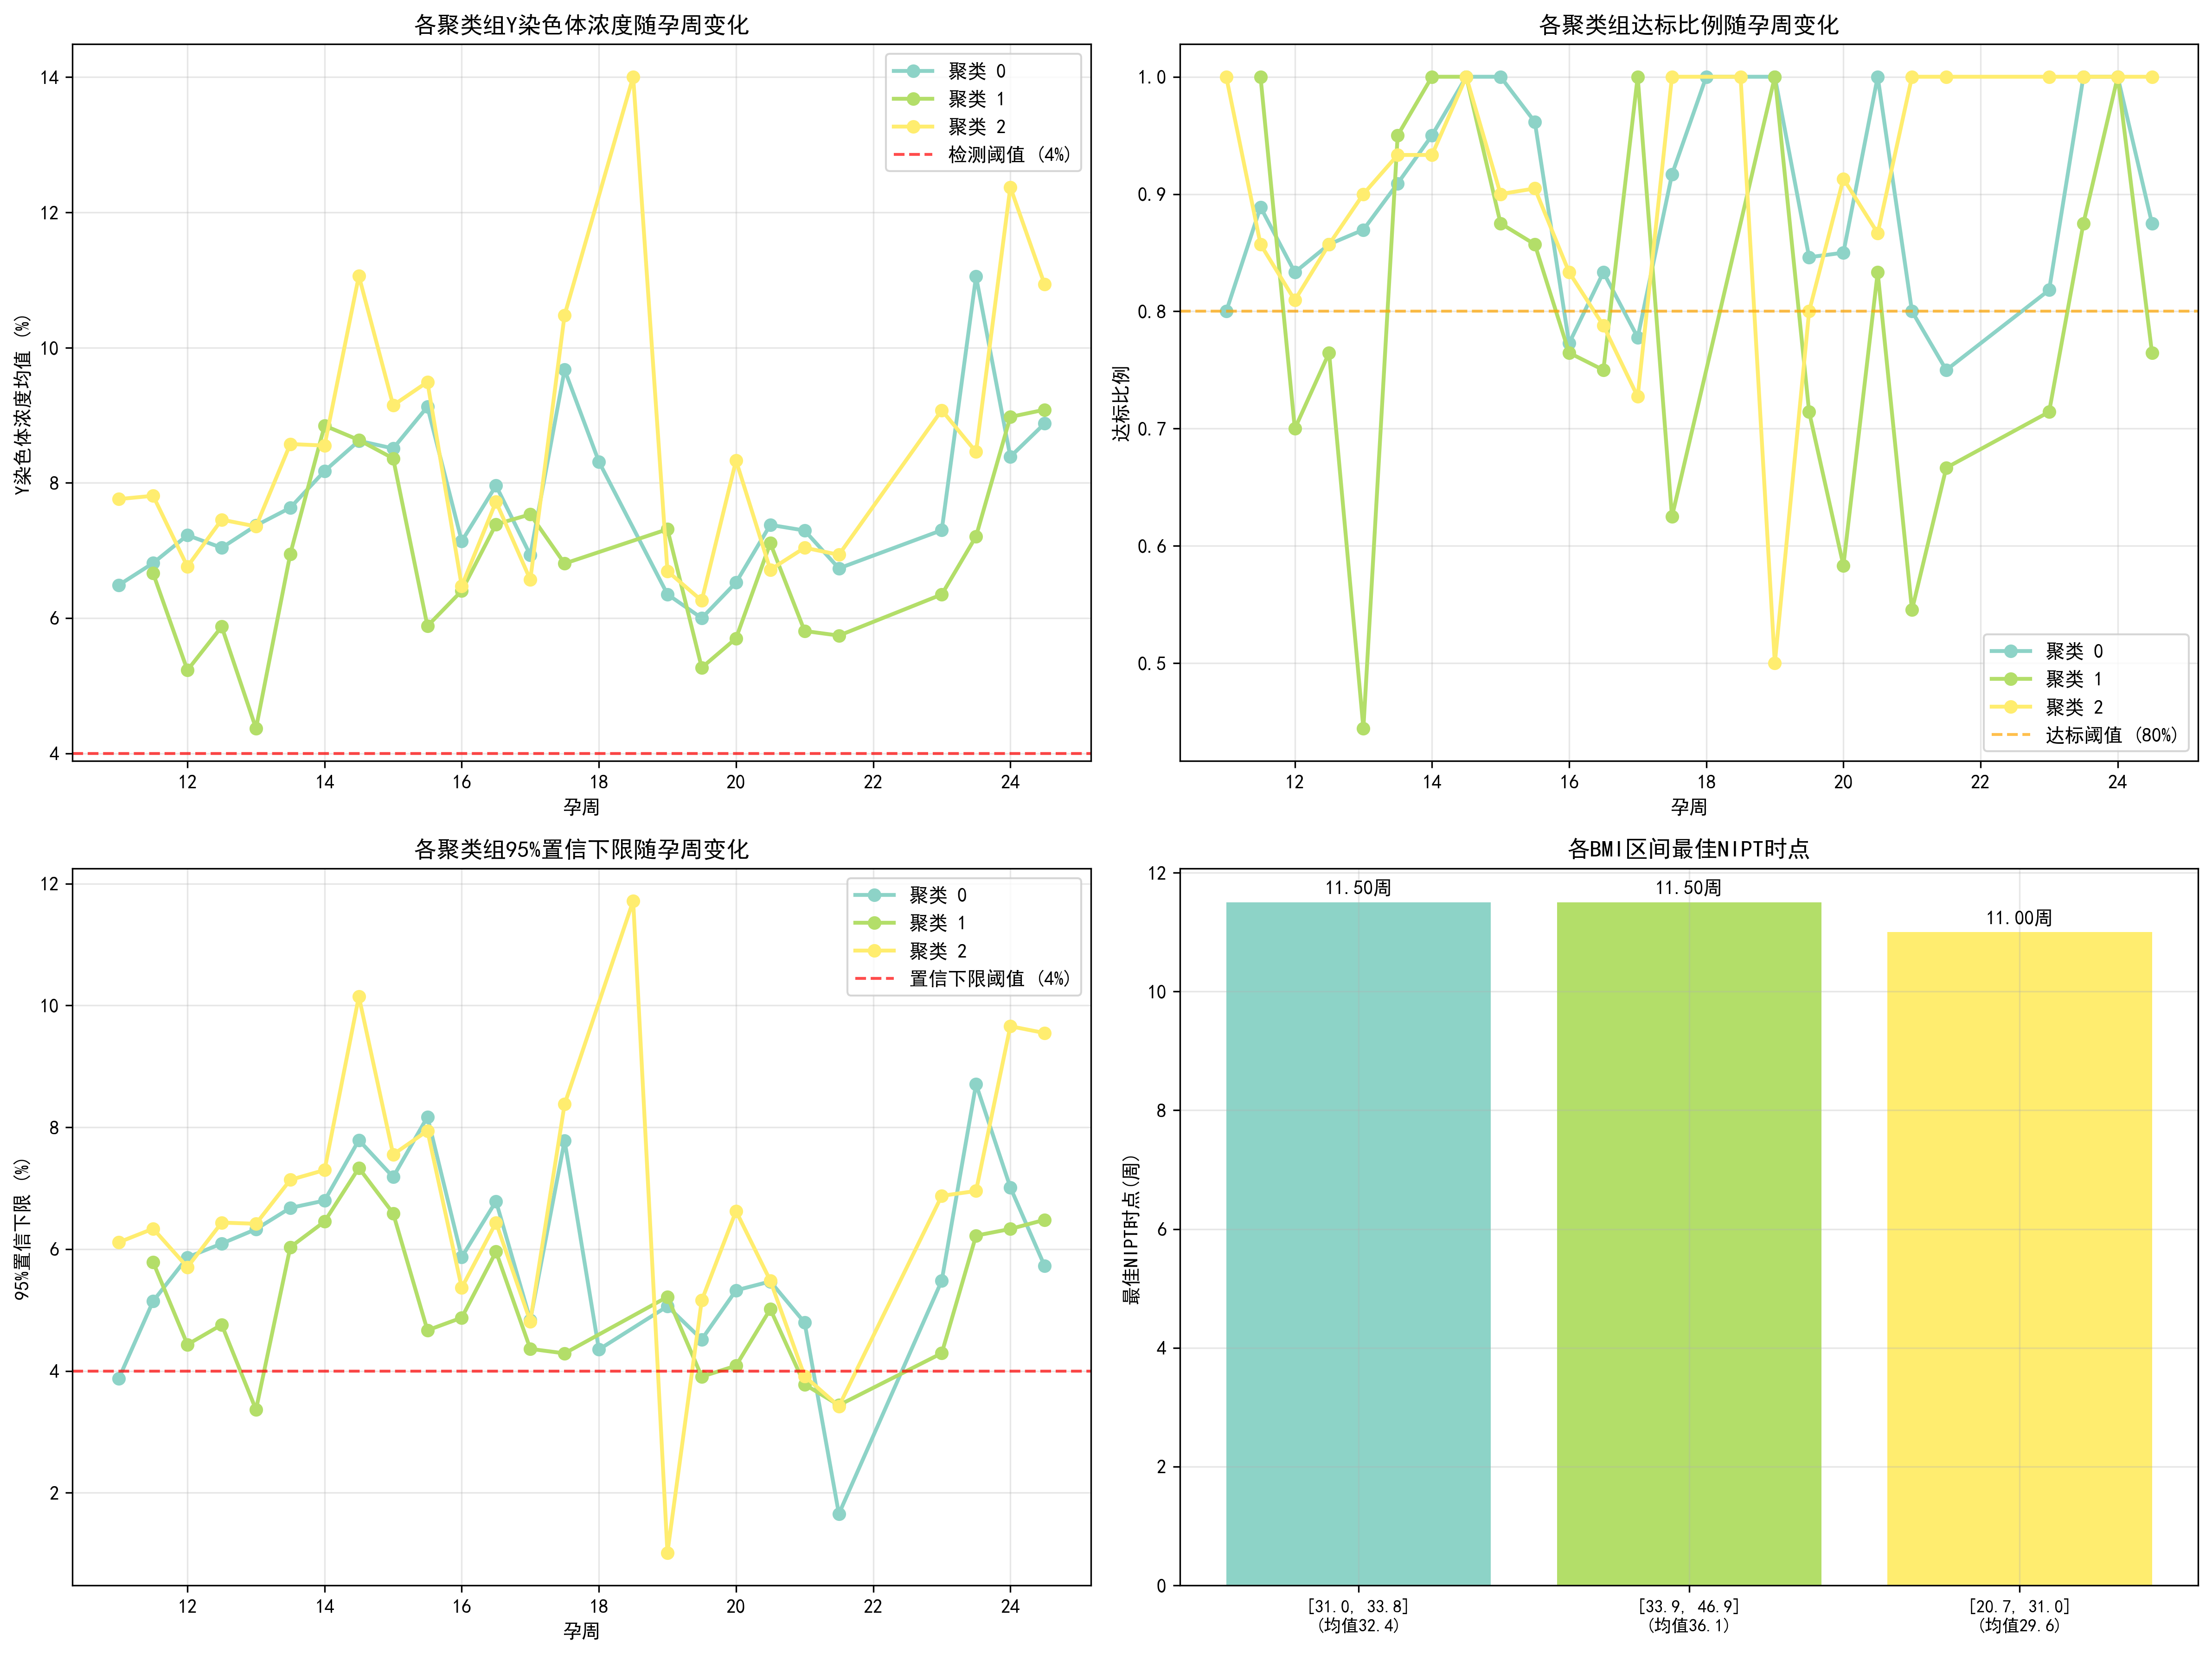 各聚类组Y染色体浓度随孕周变化
Y染色体浓度均值 (%)
14
12
10
8
6
4
聚类 0
聚类 1
聚类 2
检测阈值 (4%)
12 14 16 18 20 22 24
孕周
各聚类组达标比例随孕周变化
达标比例
1.0
0.9
0.8
0.7
0.6
0.5
聚类 0
聚类 1
聚类 2
达标阈值 (80%)
12 14 16 18 20 22 24
孕周
各聚类组95%置信下限随孕周变化
95%置信下限 (%)
12
10
8
6
4
2
聚类 0
聚类 1
聚类 2
置信下限阈值 (4%)
12 14 16 18 20 22 24
孕周
各BMI区间最佳NIPT时点
最佳NIPT时点(周)
12
10
8
6
4
2
0
11.50周
11.50周
11.00周
[31.0, 33.8]
(均值32.4)
[33.9, 46.9]
(均值36.1)
[20.7, 31.0]
(均值29.6)